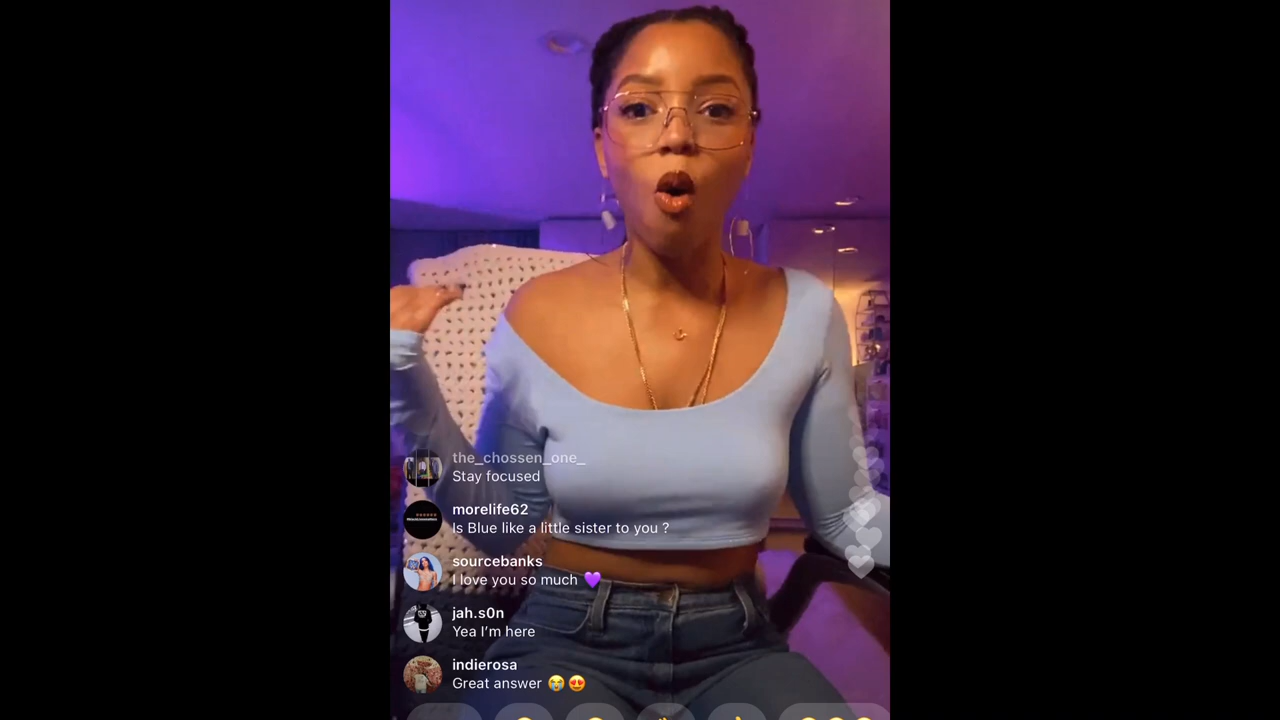 the_chossen_one_
Stay focused
morelife62
Is Blue like a little sister to you ?
sourcebanks
I love you so much 💜
jah.s0n
Yea I’m here
indierosa
Great answer 😭😍